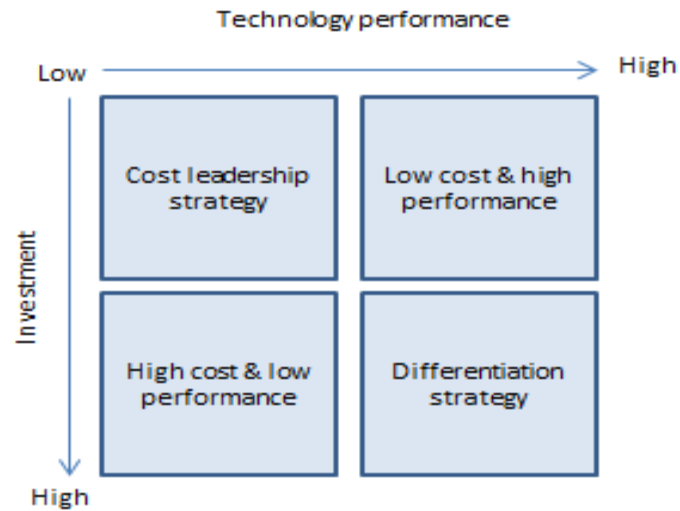 Technology performance
Low
High
Cost leadership
strategy
Low cost & high
performance
Investment
High cost & low
performance
Differentiation
strategy
High